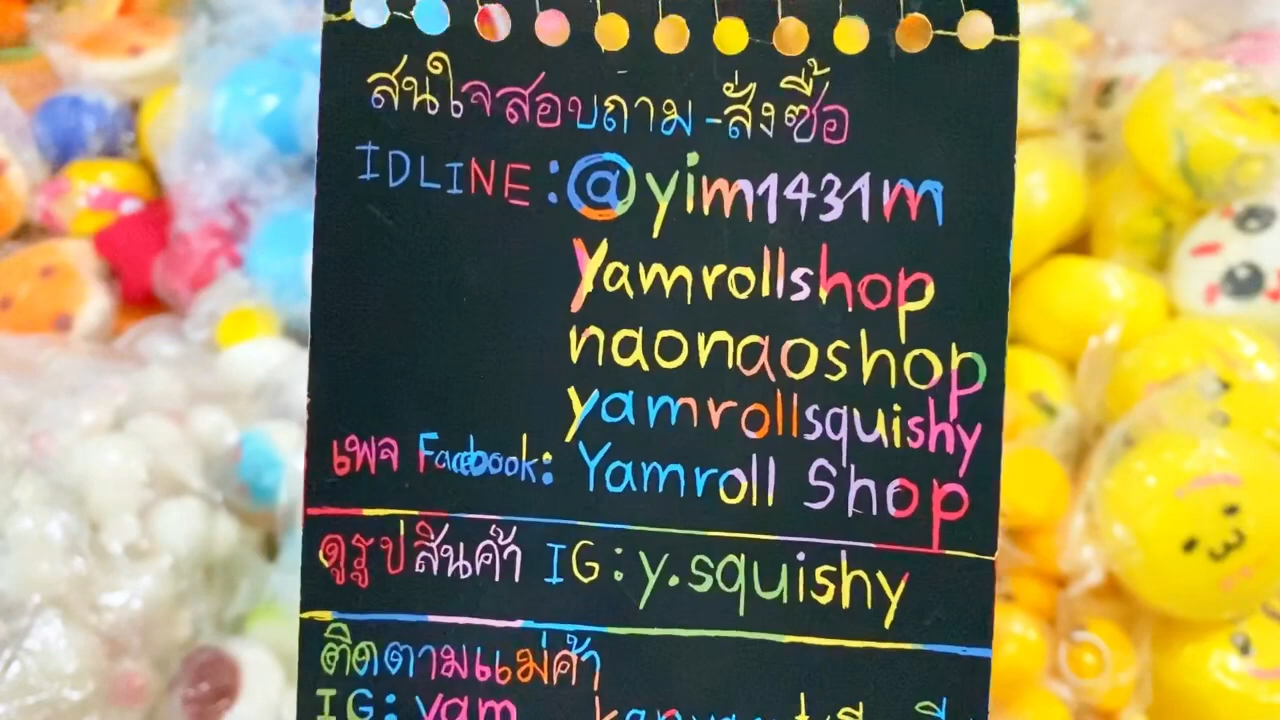 สนใจสอบถาม-สั่งซื้อ
IDLINE:@yim1431m
Yamrollshop
naonaoshop
yamrollsquishy
เพจ Facebook: Yamroll Shop
ดูรูปสินค้า IG:y.squishy
ติดตามแม่ค้า
IG: yam